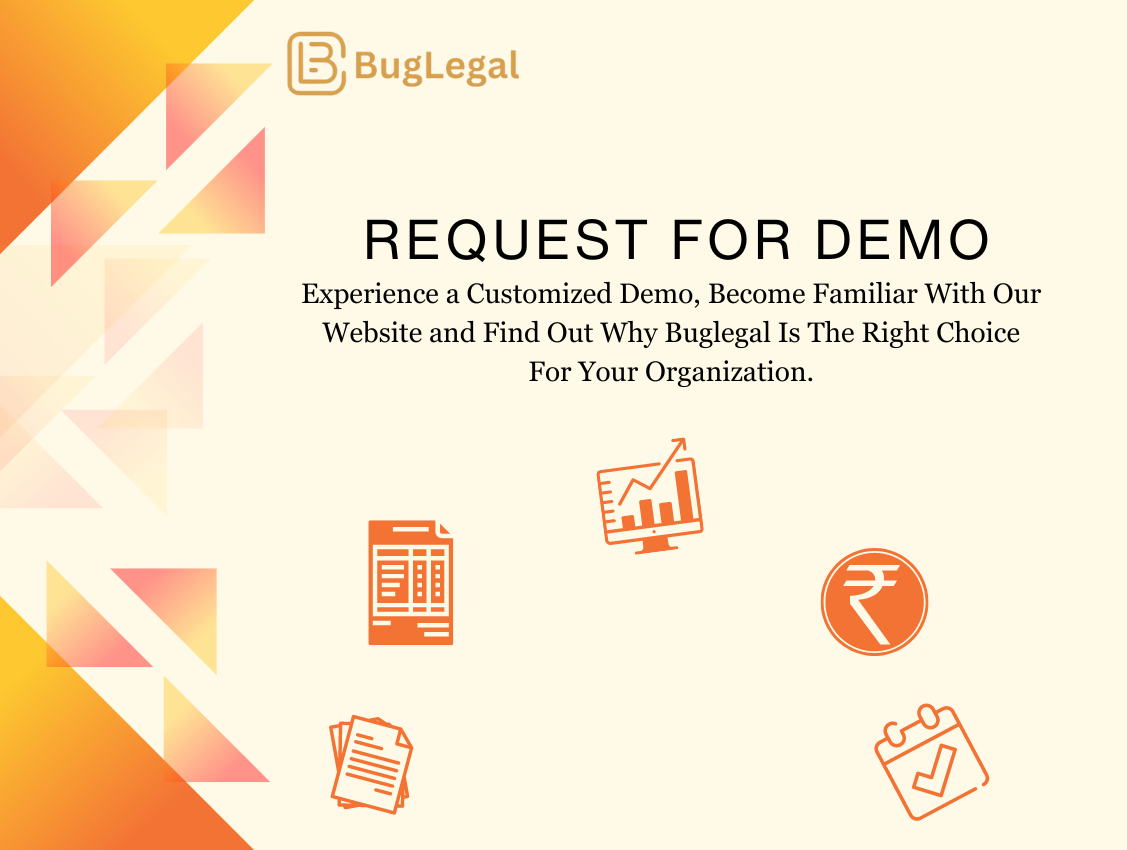 BugLegal
REQUEST FOR DEMO
Experience a Customized Demo, Become Familiar With Our
Website and Find Out Why Buglegal Is The Right Choice
For Your Organization.